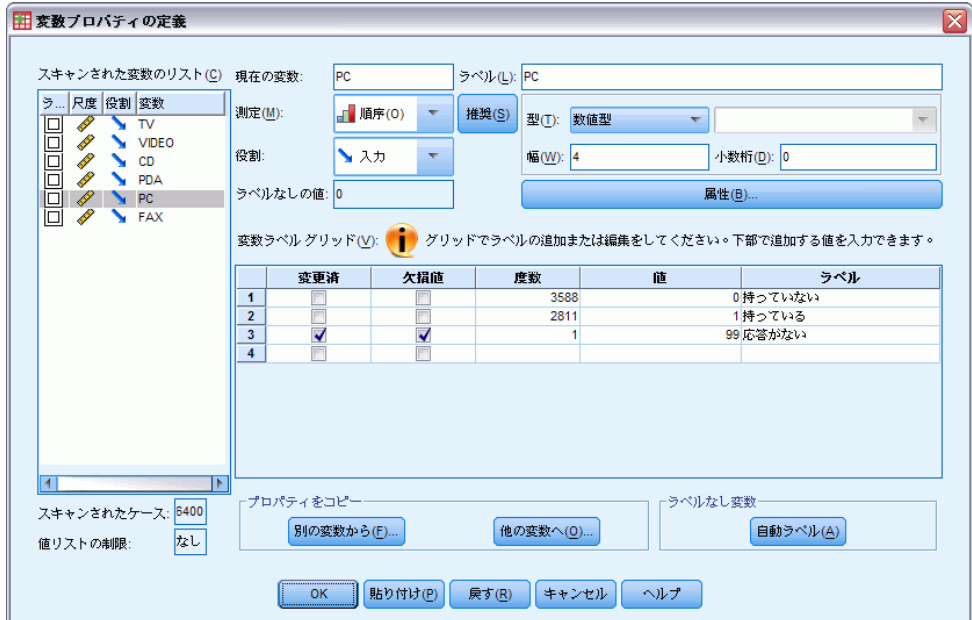 変数プロパティの定義
スキャンされた変数のリスト(C)
ラ... 尺度 役割 変数
TV
VIDEO
CD
PDA
PC
FAX
スキャンされたケース: 6400
値リストの制限: なし
現在の変数: PC ラベル(L): PC
測定(M): 順序(O) 推奨(S) 型(T): 数値型
役割: 入力 幅(W): 4 小数桁(D): 0
ラベルなしの値: 0 属性(B)...
変数ラベル グリッド(V): グリッドでラベルの追加または編集をしてください。下部で追加する値を入力できます。
変更済 欠損値 度数 値 ラベル
1 3588 0 持っていない
2 2811 1 持っている
3 1 99 応答がない
4
プロパティをコピー
別の変数から(F)... 他の変数へ(O)...
ラベルなし変数
自動ラベル(A)
OK 貼り付け(P) 戻す(R) キャンセル ヘルプ